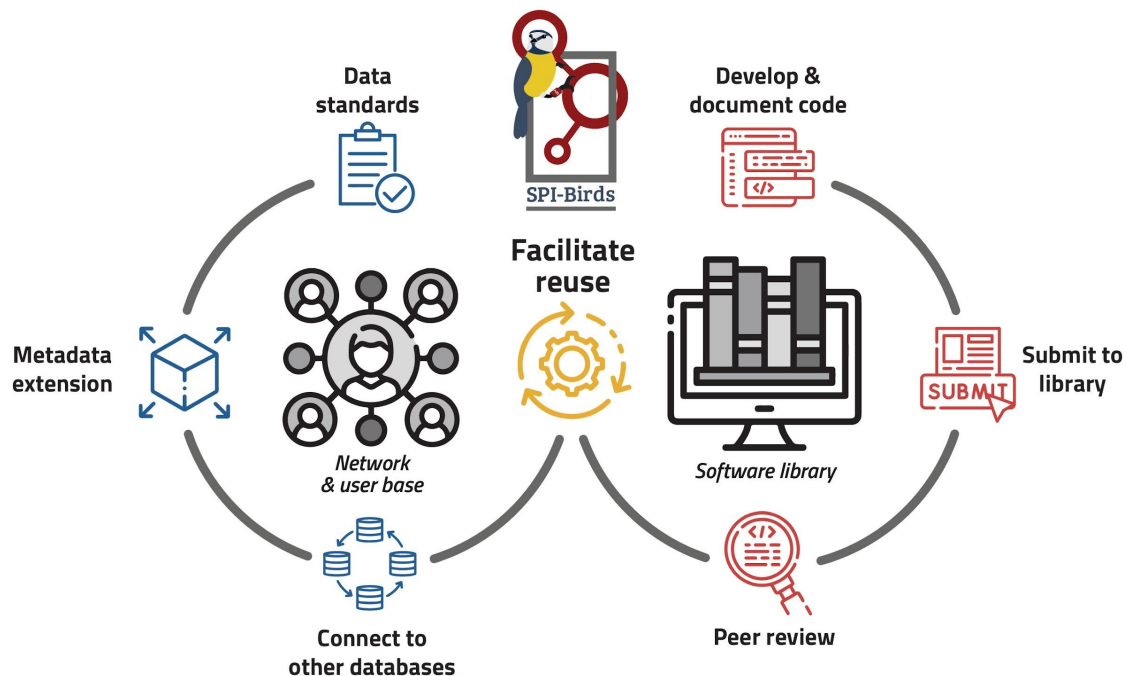 Data
standards
SPI-Birds
Develop &
document code
</>
Facilitate
reuse
Metadata
extension
Network
& user base
Software library
SUBMIT
Submit to
library
Connect to
other databases
</>
Peer review